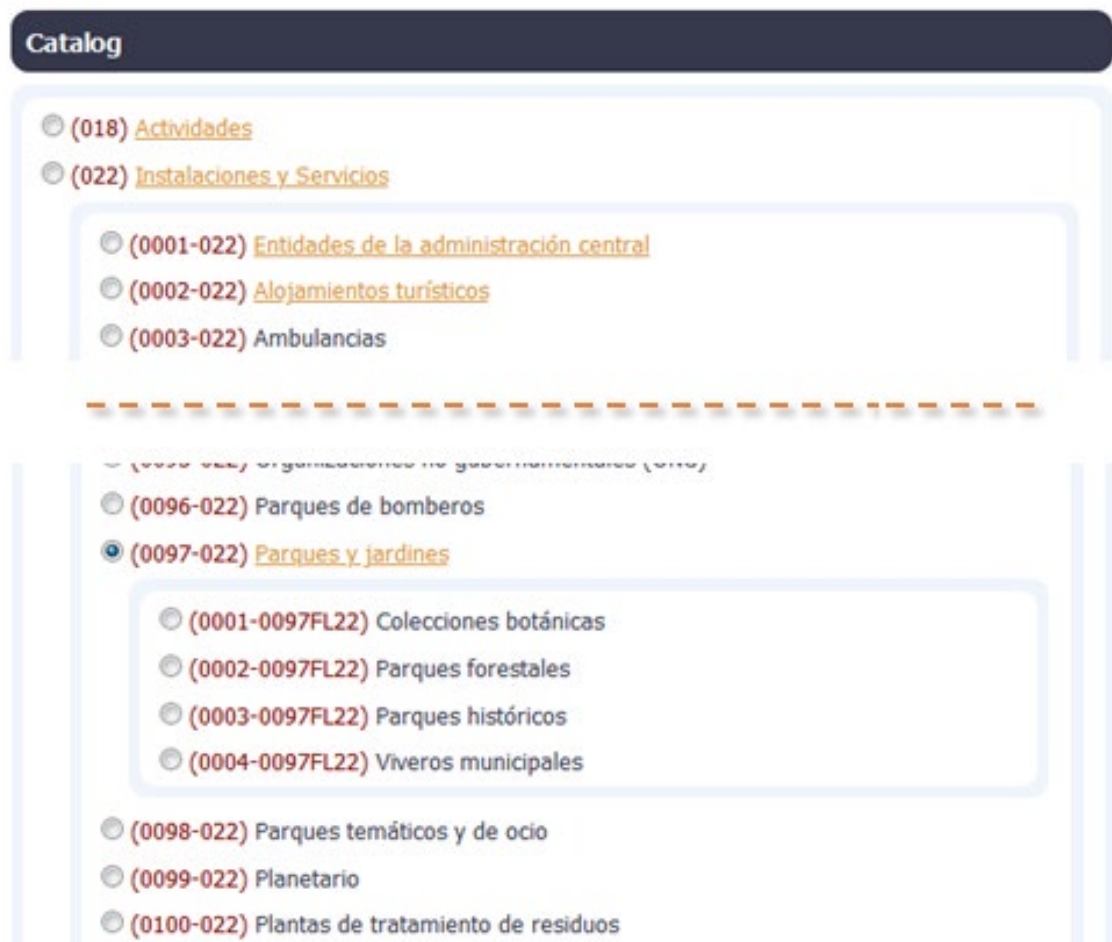 Catalog
(018) Actividades
(022) Instalaciones y Servicios
(0001-022) Entidades de la administración central
(0002-022) Alojamientos turísticos
(0003-022) Ambulancias
Organizaciones no gubernamentales
(0096-022) Parques de bomberos
(0097-022) Parques y jardines
(0001-0097FL22) Colecciones botánicas
(0002-0097FL22) Parques forestales
(0003-0097FL22) Parques históricos
(0004-0097FL22) Viveros municipales
(0098-022) Parques temáticos y de ocio
(0099-022) Planetario
(0100-022) Plantas de tratamiento de residuos